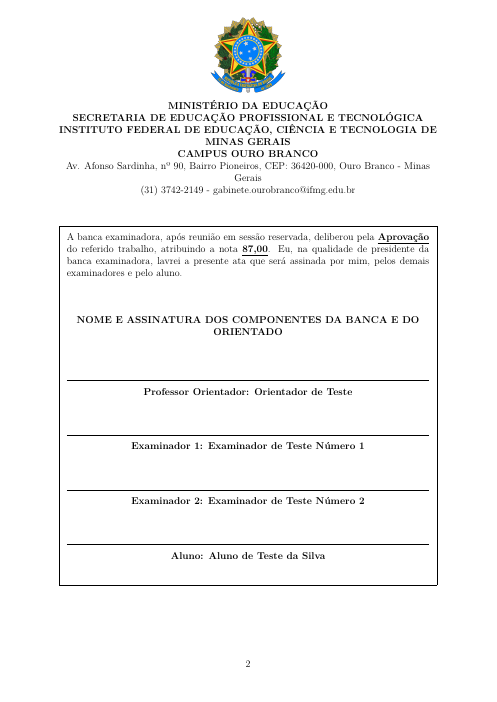 MINISTÉRIO DA EDUCAÇÃO
SECRETARIA DE EDUCAÇÃO PROFISSIONAL E TECNOLÓGICA
INSTITUTO FEDERAL DE EDUCAÇÃO, CIÊNCIA E TECNOLOGIA DE
MINAS GERAIS
CAMPUS OURO BRANCO
Av. Afonso Sardinha, nº 90, Bairro Pioneiros, CEP: 36420-000, Ouro Branco - Minas
Gerais
(31) 3742-2149 - gabinete.ourobranco@ifmg.edu.br
A banca examinadora, após reunião em sessão reservada, deliberou pela Aprovação
do referido trabalho, atribuindo a nota 87,00. Eu, na qualidade de presidente da
banca examinadora, lavrei a presente ata que será assinada por mim, pelos demais
examinadores e pelo aluno.
NOME E ASSINATURA DOS COMPONENTES DA BANCA E DO
ORIENTADO
Professor Orientador: Orientador de Teste
Examinador 1: Examinador de Teste Número 1
Examinador 2: Examinador de Teste Número 2
Aluno: Aluno de Teste da Silva
2